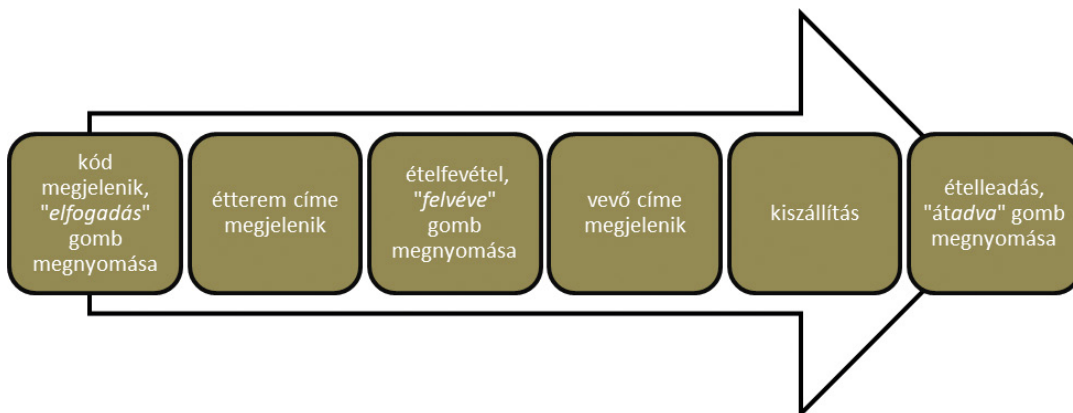 kód
megjelenik,
"elfogadás"
gomb
megnyomása
étterem címe
megjelenik
ételfevétel,
"felvéve"
gomb
megnyomása
vevő címe
megjelenik
kiszállítás
ételleadás,
"átadva" gomb
megnyomása